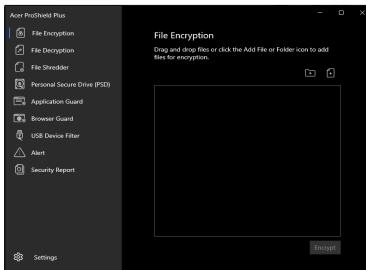 Acer ProShield Plus
File Encryption
File Decryption
File Shredder
Personal Secure Drive (PSD)
Application Guard
Browser Guard
USB Device Filter
Alert
Security Report
Settings
File Encryption
Drag and drop files or click the Add File or Folder icon to add
files for encryption.
Encrypt